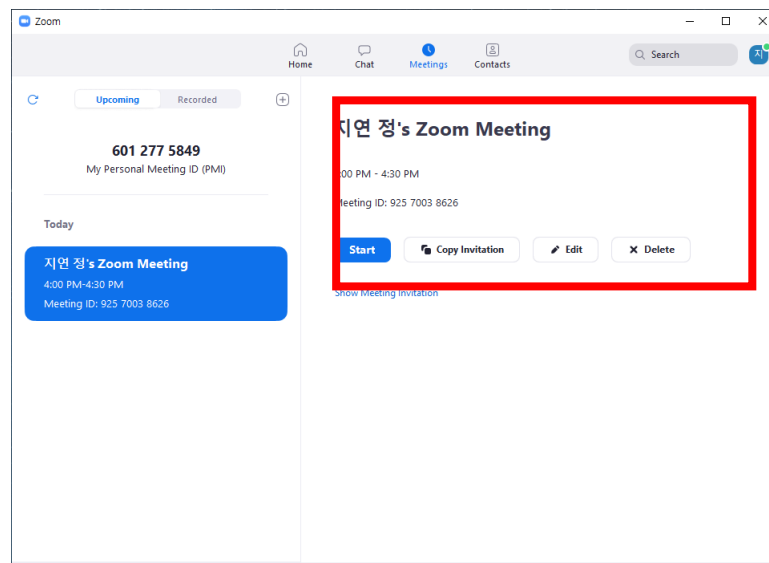 Zoom
Home
Chat
Meetings
Contacts
Search
지
Upcoming
Recorded
601 277 5849
My Personal Meeting ID (PMI)
Today
지연 정's Zoom Meeting
4:00 PM-4:30 PM
Meeting ID: 925 7003 8626
지연 정's Zoom Meeting
:00 PM - 4:30 PM
Meeting ID: 925 7003 8626
Start
Copy Invitation
Edit
Delete
Show Meeting Invitation